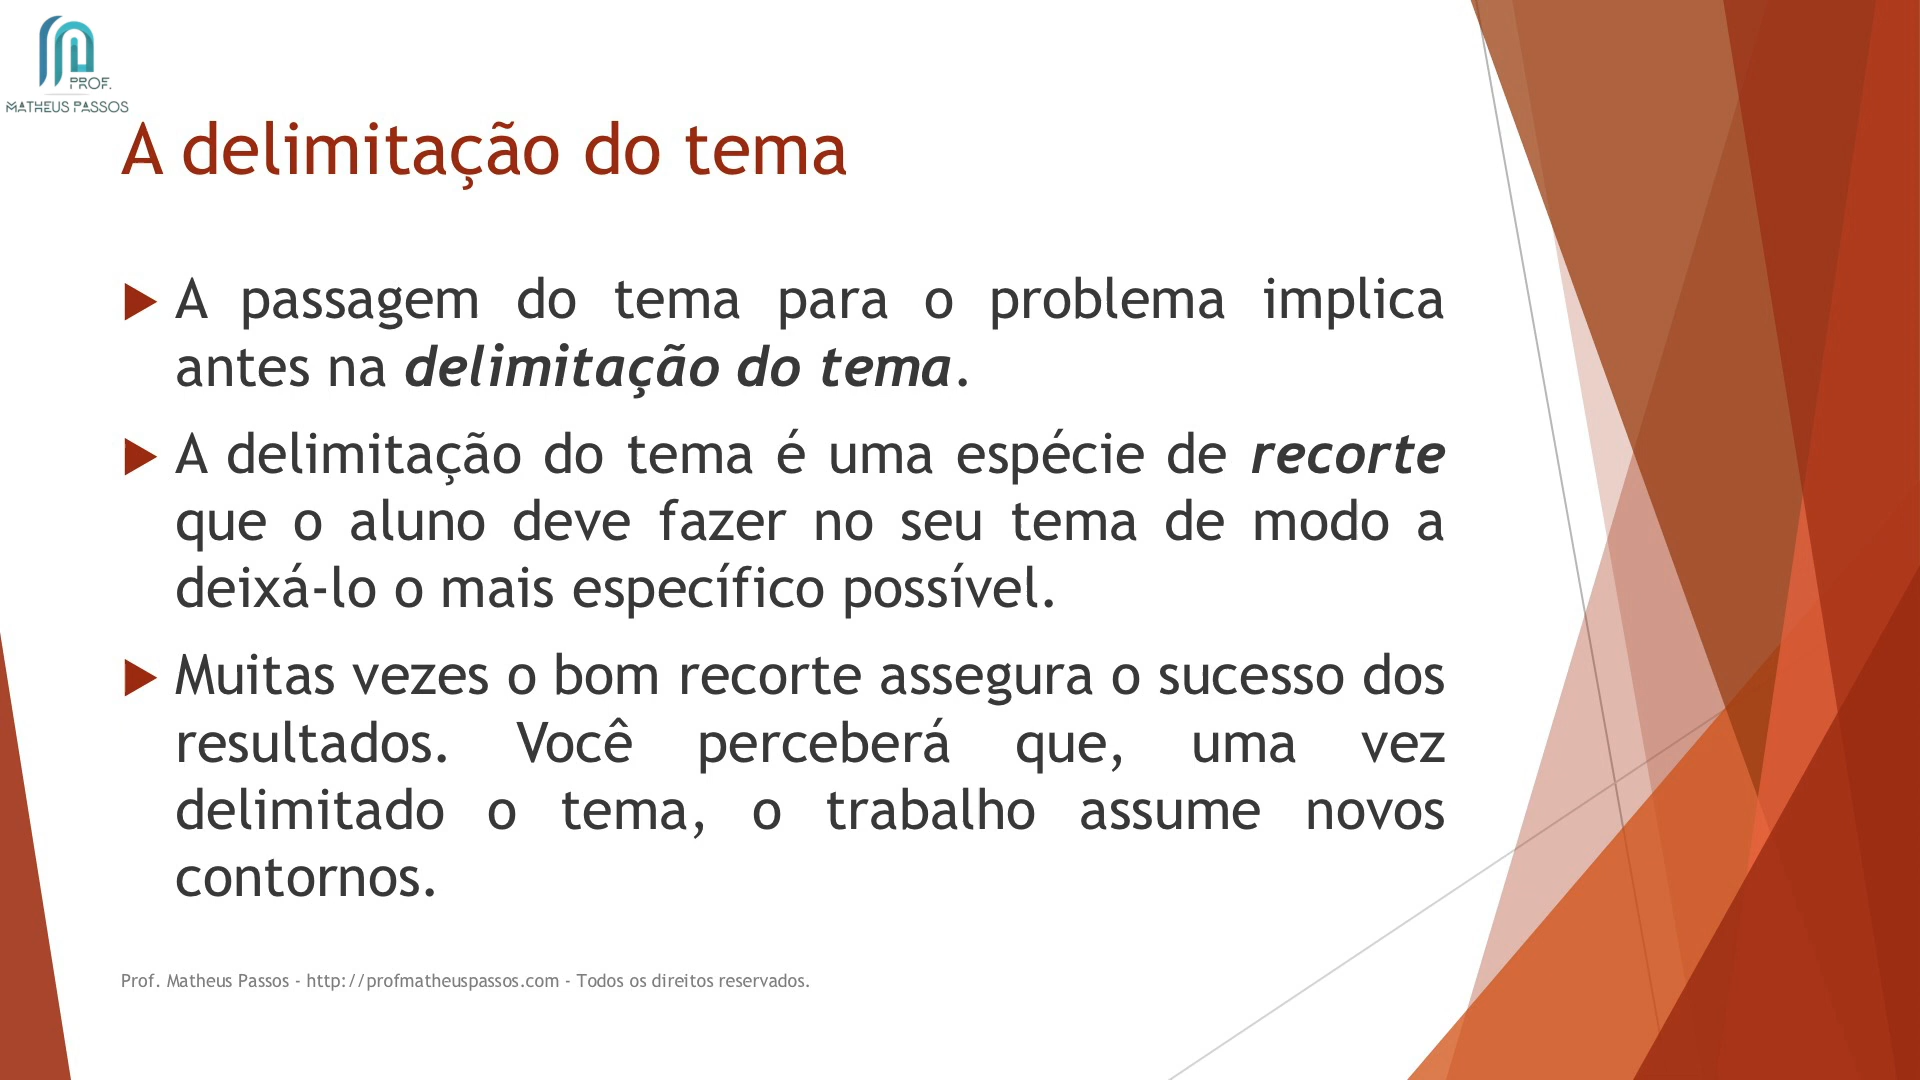 PROF.
MATHEUS PASSOS
A delimitação do tema
A passagem do tema para o problema implica
antes na delimitação do tema.
A delimitação do tema é uma espécie de recorte
que o aluno deve fazer no seu tema de modo a
deixá-lo o mais específico possível.
Muitas vezes o bom recorte assegura o sucesso dos
resultados. Você perceberá que, uma vez
delimitado o tema, o trabalho assume novos
contornos.
Prof. Matheus Passos - http://profmatheuspassos.com - Todos os direitos reservados.